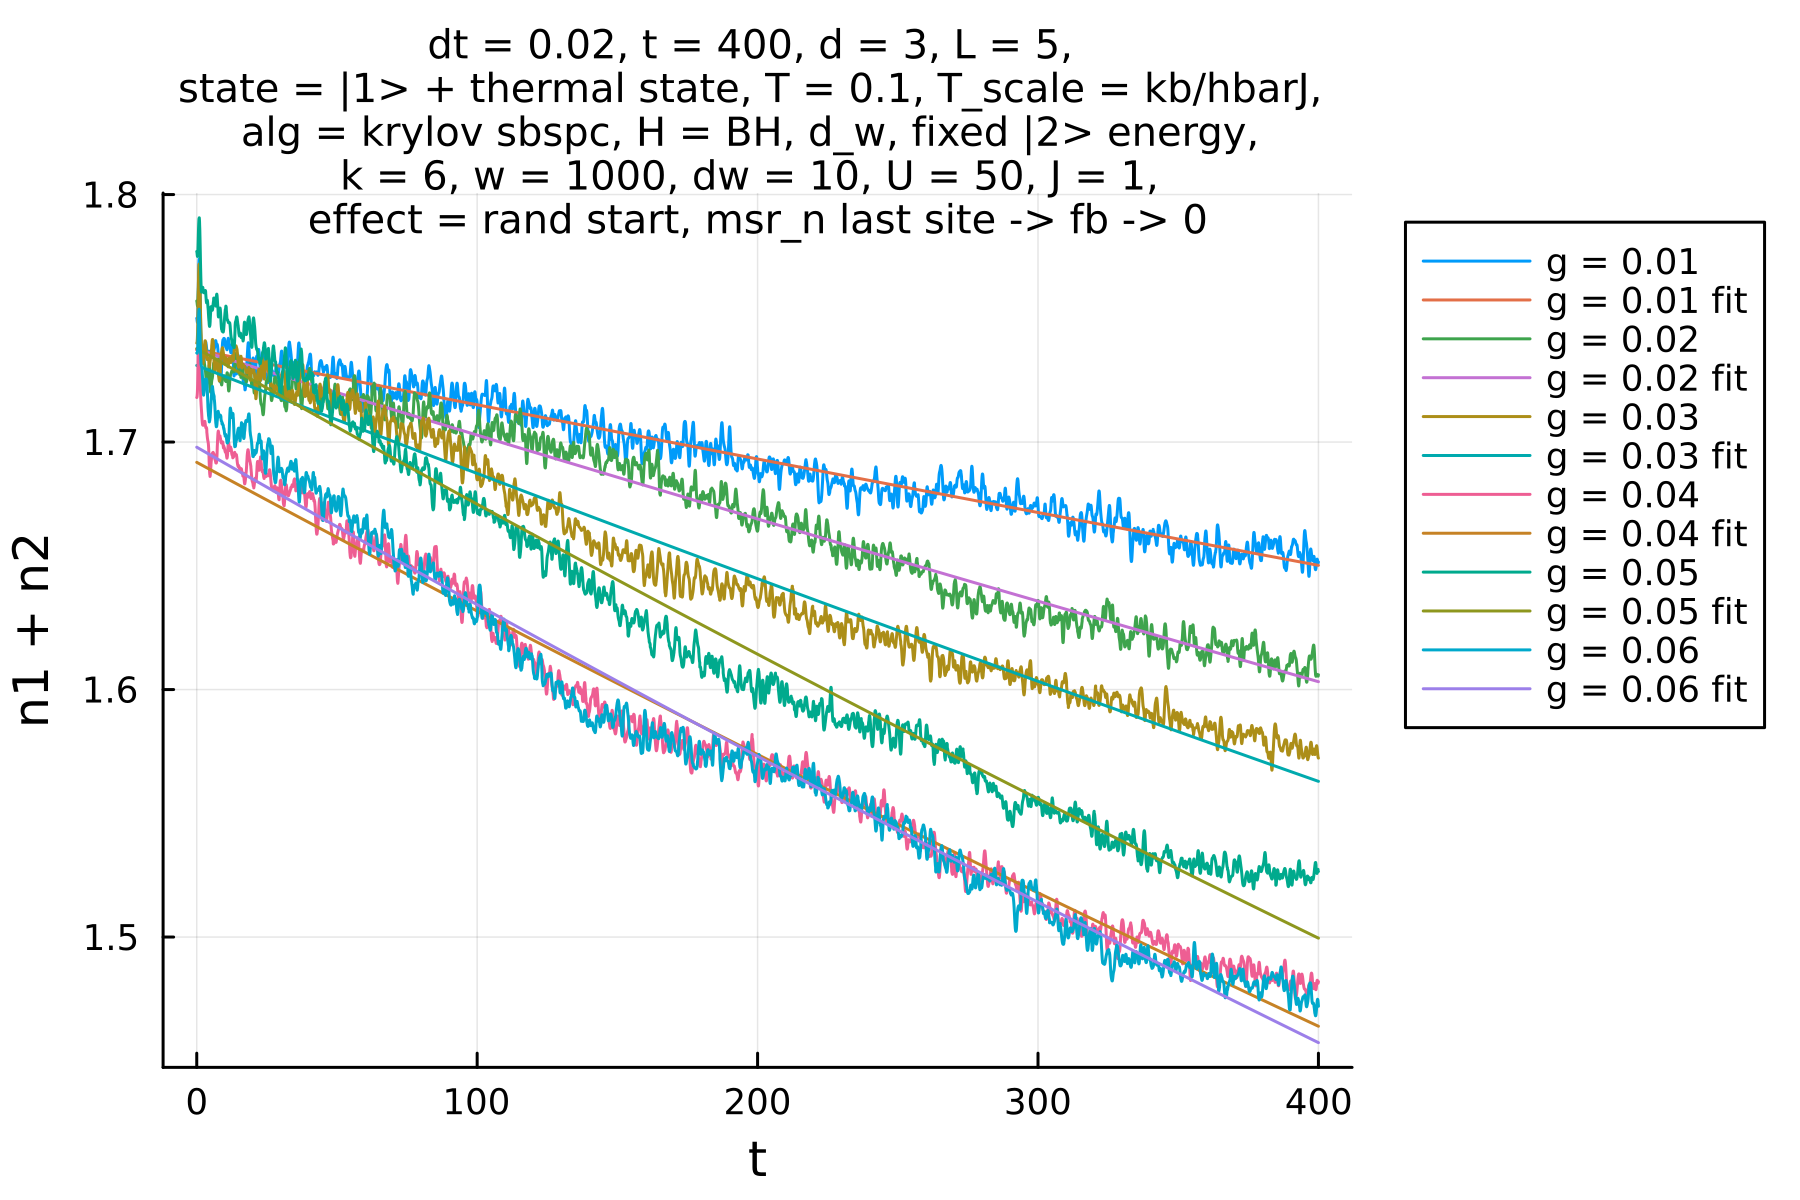 dt = 0.02, t = 400, d = 3, L = 5,
state = |1> + thermal state, T = 0.1, T_scale = kb/hbarJ,
alg = krylov sbspc, H = BH, d_w, fixed |2> energy,
k = 6, w = 1000, dw = 10, U = 50, J = 1,
effect = rand start, msr_n last site -> fb -> 0
1.8
1.7
1.6
1.5
n1 + n2
0 100 200 300 400
t
g = 0.01
g = 0.01 fit
g = 0.02
g = 0.02 fit
g = 0.03
g = 0.03 fit
g = 0.04
g = 0.04 fit
g = 0.05
g = 0.05 fit
g = 0.06
g = 0.06 fit